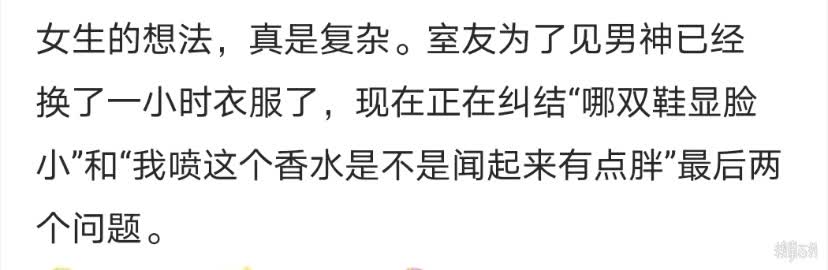 女生的想法，真是复杂。室友为了见男神已经
换了一小时衣服了，现在正在纠结“哪双鞋显脸
小”和“我喷这个香水是不是闻起来有点胖”最后两
个问题。